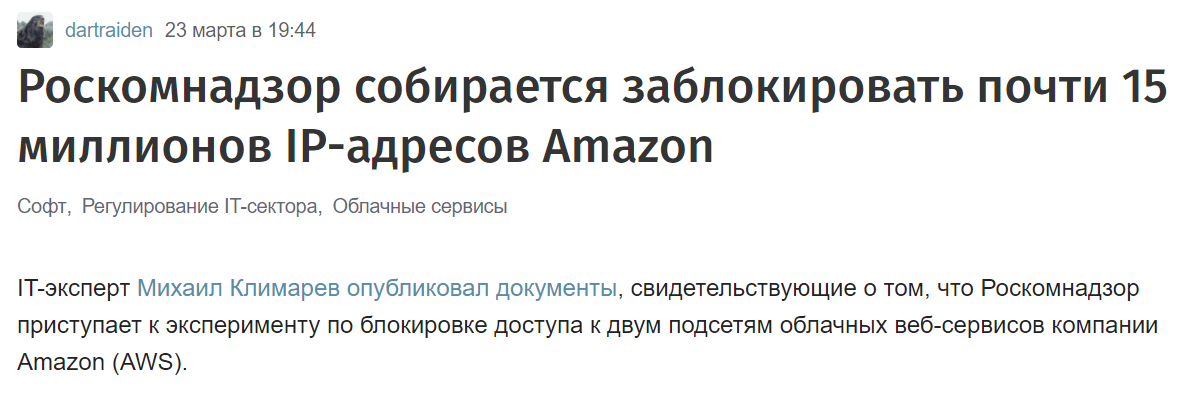 dartraiden 23 марта в 19:44
Роскомнадзор собирается заблокировать почти 15
миллионов IP-адресов Amazon
Софт, Регулирование IT-сектора, Облачные сервисы
IT-эксперт Михаил Климарев опубликовал документы, свидетельствующие о том, что Роскомнадзор
приступает к эксперименту по блокировке доступа к двум подсетям облачных веб-сервисов компании
Amazon (AWS).